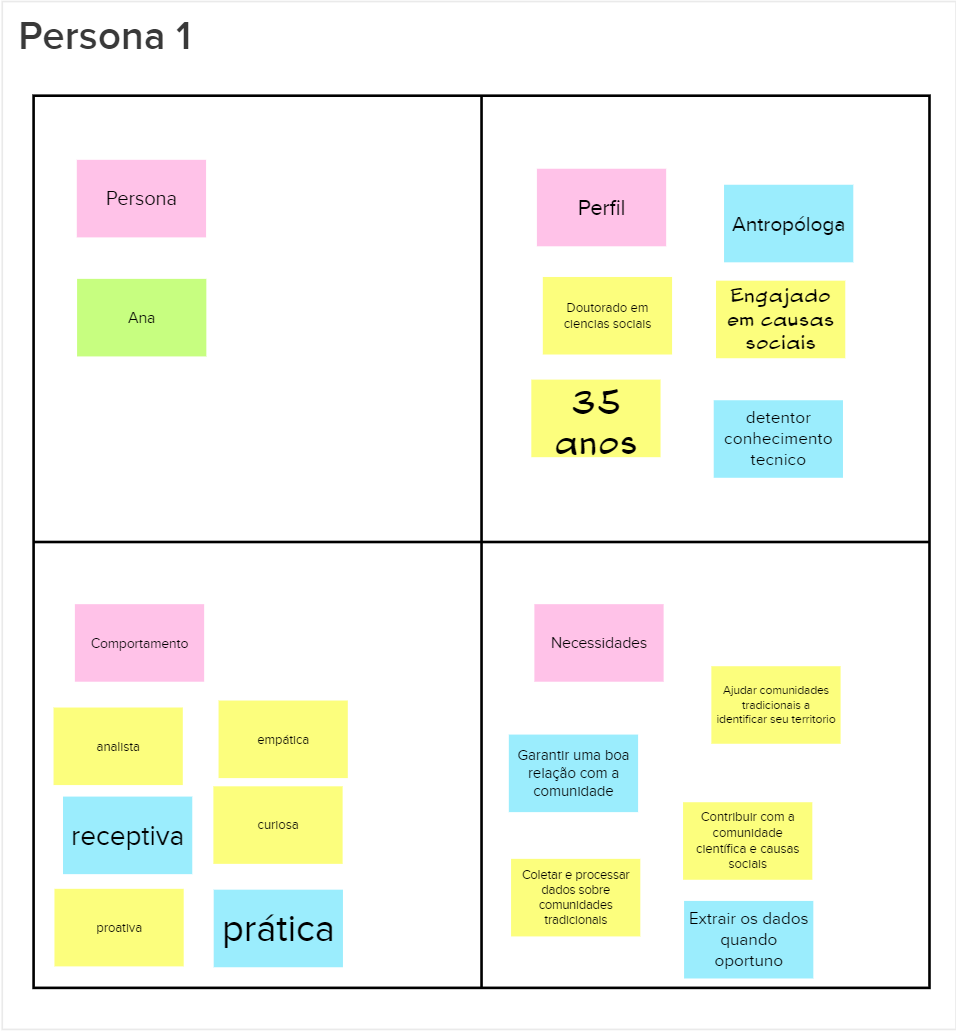 Persona 1
Persona
Ana
Perfil
Antropóloga
Doutorado em
ciencias sociais
Engajado
em causas
sociais
35
anos
detentor
conhecimento
tecnico
Comportamento
analista
empática
receptiva
curiosa
proativa
prática
Necessidades
Ajudar comunidades
tradicionais a
identificar seu territorio
Garantir uma boa
relação com a
comunidade
Contribuir com a
comunidade
científica e causas
sociais
Coletar e processar
dados sobre
comunidades
tradicionais
Extrair os dados
quando
oportuno